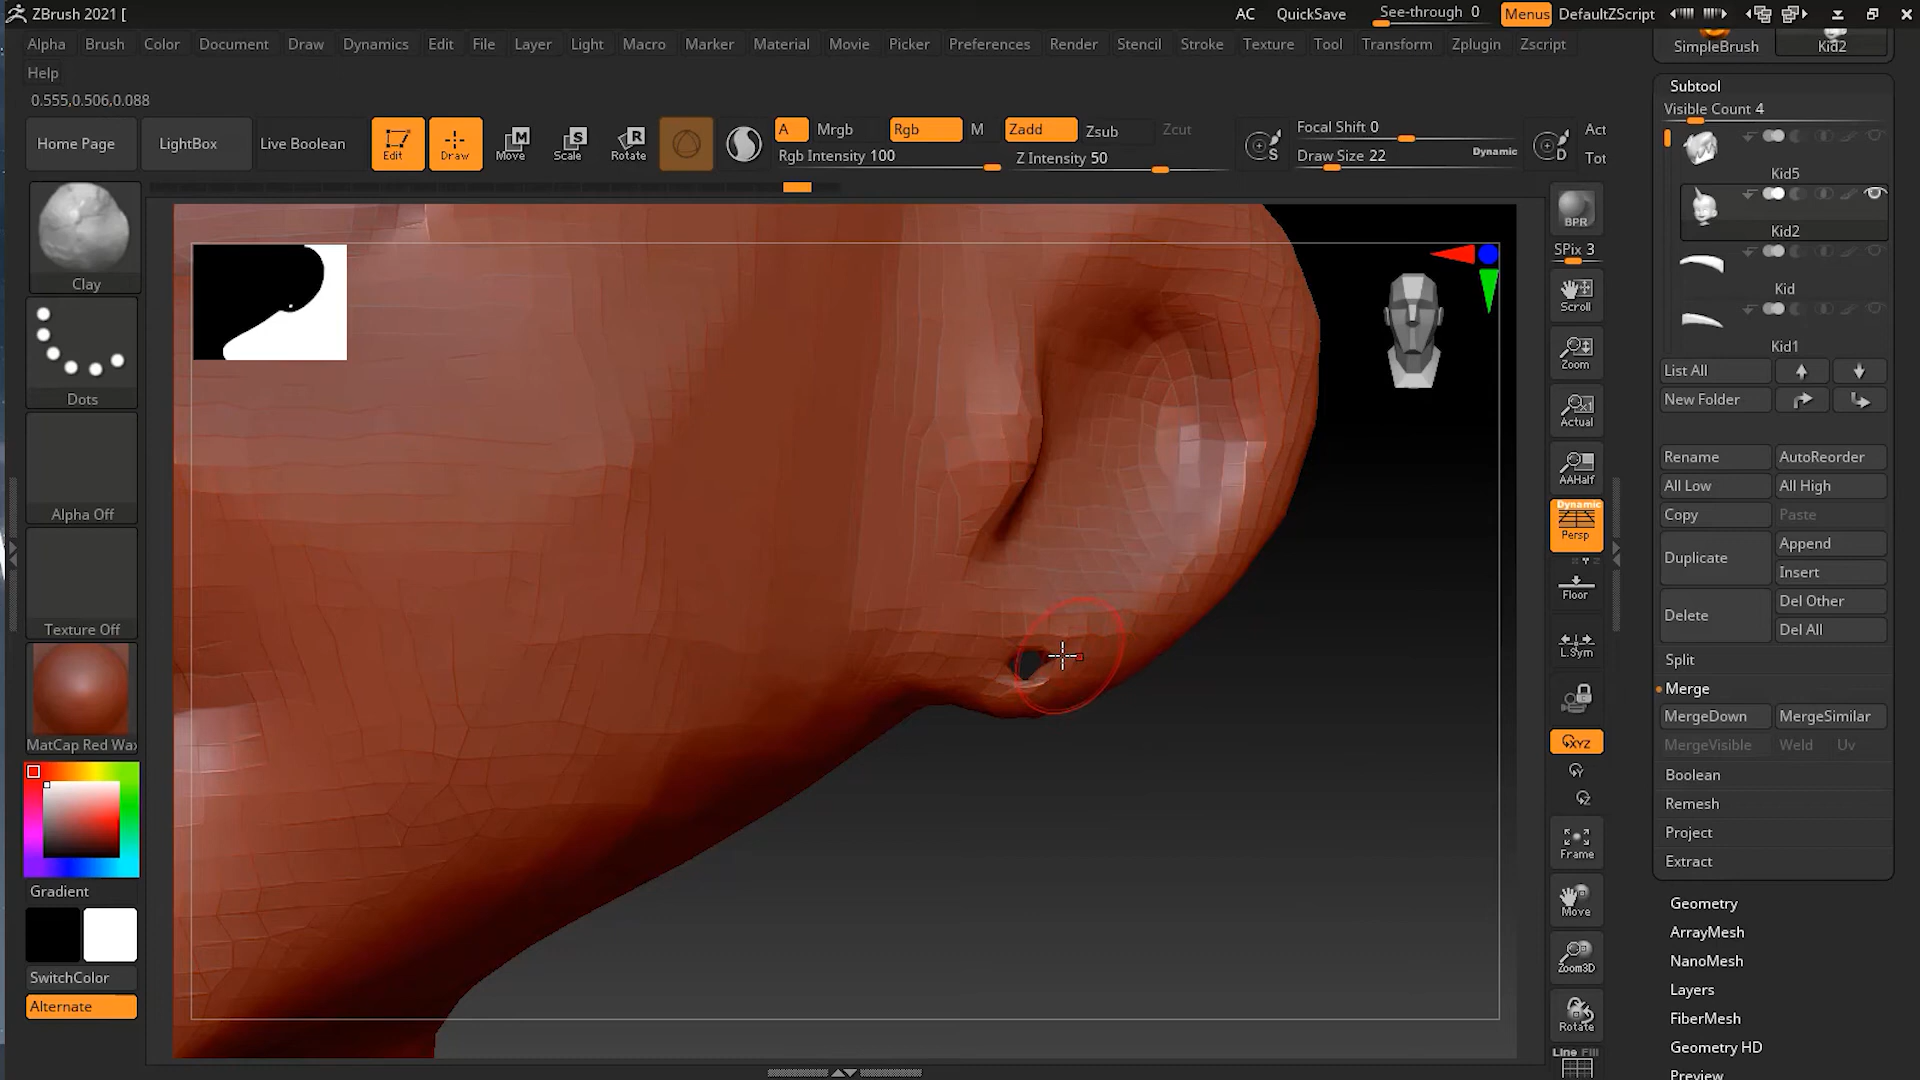 ZBrush 2021 [
AC
QuickSave
See-through 0
Menus
DefaultZScript
Alpha
Brush
Color
Document
Draw
Dynamics
Edit
File
Layer
Light
Macro
Marker
Material
Movie
Picker
Preferences
Render
Stencil
Stroke
Texture
Tool
Transform
Zplugin
Zscript
Help
0.555,0.506,0.088
Home Page
LightBox
Live Boolean
Edit
Draw
Move
Scale
Rotate
A
Mrgb
Rgb
M
Rgb Intensity 100
Zadd
Zsub
Zcut
Z Intensity 50
S
Focal Shift 0
Draw Size 22
Dynamic
D
Act
Tot
Clay
Dots
Alpha Off
Texture Off
MatCap Red Wax
Gradient
SwitchColor
Alternate
BPR
SPix 3
Scroll
Zoom
Actual
AAHalf
Dynamic
Persp
Floor
L.Sym
XYZ
Y
Z
Frame
Move
Zoom3D
Rotate
Line Fill
SimpleBrush
Kid2
Subtool
Visible Count 4
Kid5
Kid2
Kid
Kid1
List All
New Folder
Rename
AutoReorder
All Low
All High
Copy
Paste
Duplicate
Append
Insert
Delete
Del Other
Del All
Split
Merge
MergeDown
MergeSimilar
MergeVisible
Weld
Uv
Boolean
Remesh
Project
Extract
Geometry
ArrayMesh
NanoMesh
Layers
FiberMesh
Geometry HD
Preview